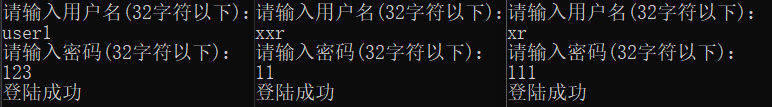 请输入用户名(32字符以下):
user1
请输入密码(32字符以下):
123
登陆成功
请输入用户名(32字符以下):
xxr
请输入密码(32字符以下):
11
登陆成功
请输入用户名(32字符以下):
xr
请输入密码(32字符以下):
111
登陆成功